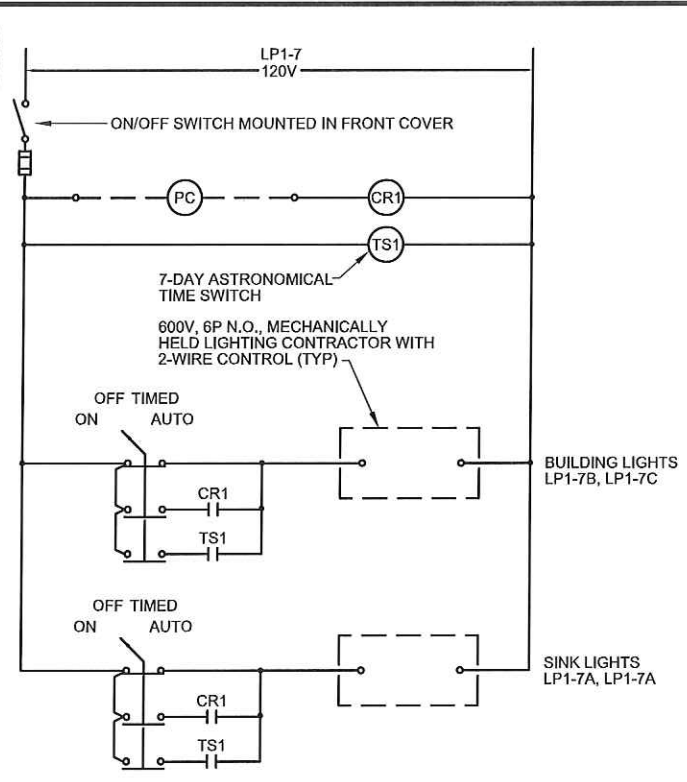 LP1-7
120V
ON/OFF SWITCH MOUNTED IN FRONT COVER
PC
CR1
TS1
7-DAY ASTRONOMICAL
TIME SWITCH
600V, 6P N.O., MECHANICALLY
HELD LIGHTING CONTRACTOR WITH
2-WIRE CONTROL (TYP)
OFF TIMED
ON AUTO
BUILDING LIGHTS
LP1-7B, LP1-7C
CR1
TS1
OFF TIMED
ON AUTO
SINK LIGHTS
LP1-7A, LP1-7A
CR1
TS1